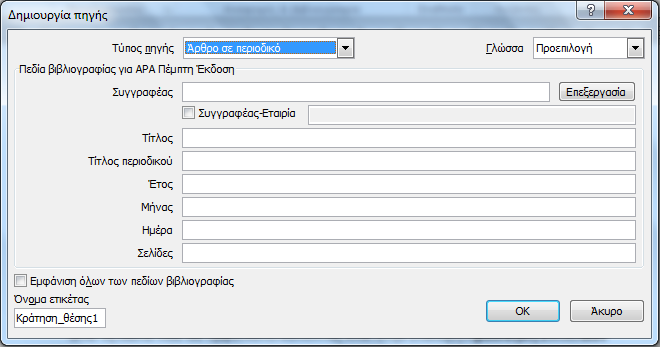 Δημιουργία πηγής
Τύπος πηγής Άρθρο σε περιοδικό Γλώσσα Προεπιλογή
Πεδία βιβλιογραφίας για APA Πέμπτη Έκδοση
Συγγραφέας Επεξεργασία
Συγγραφέας-Εταιρία
Τίτλος
Τίτλος περιοδικού
Έτος
Μήνας
Ημέρα
Σελίδες
Εμφάνιση όλων των πεδίων βιβλιογραφίας
Όνομα ετικέτας
Κράτηση_θέσης1 OK Άκυρο